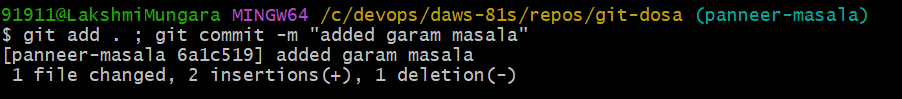 91911@LakshmiMungara MINGW64 /c/devops/daws-81s/repos/git-dosa (panneer-masala)
$ git add . ; git commit -m "added garam masala"
[panneer-masala 6a1c519] added garam masala
 1 file changed, 2 insertions(+), 1 deletion(-)